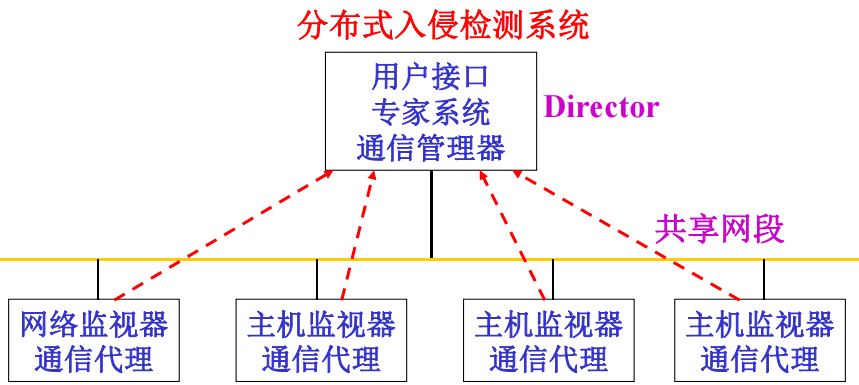 分布式入侵检测系统
用户接口
专家系统
通信管理器
Director
共享网段
网络监视器
通信代理
主机监视器
通信代理
主机监视器
通信代理
主机监视器
通信代理